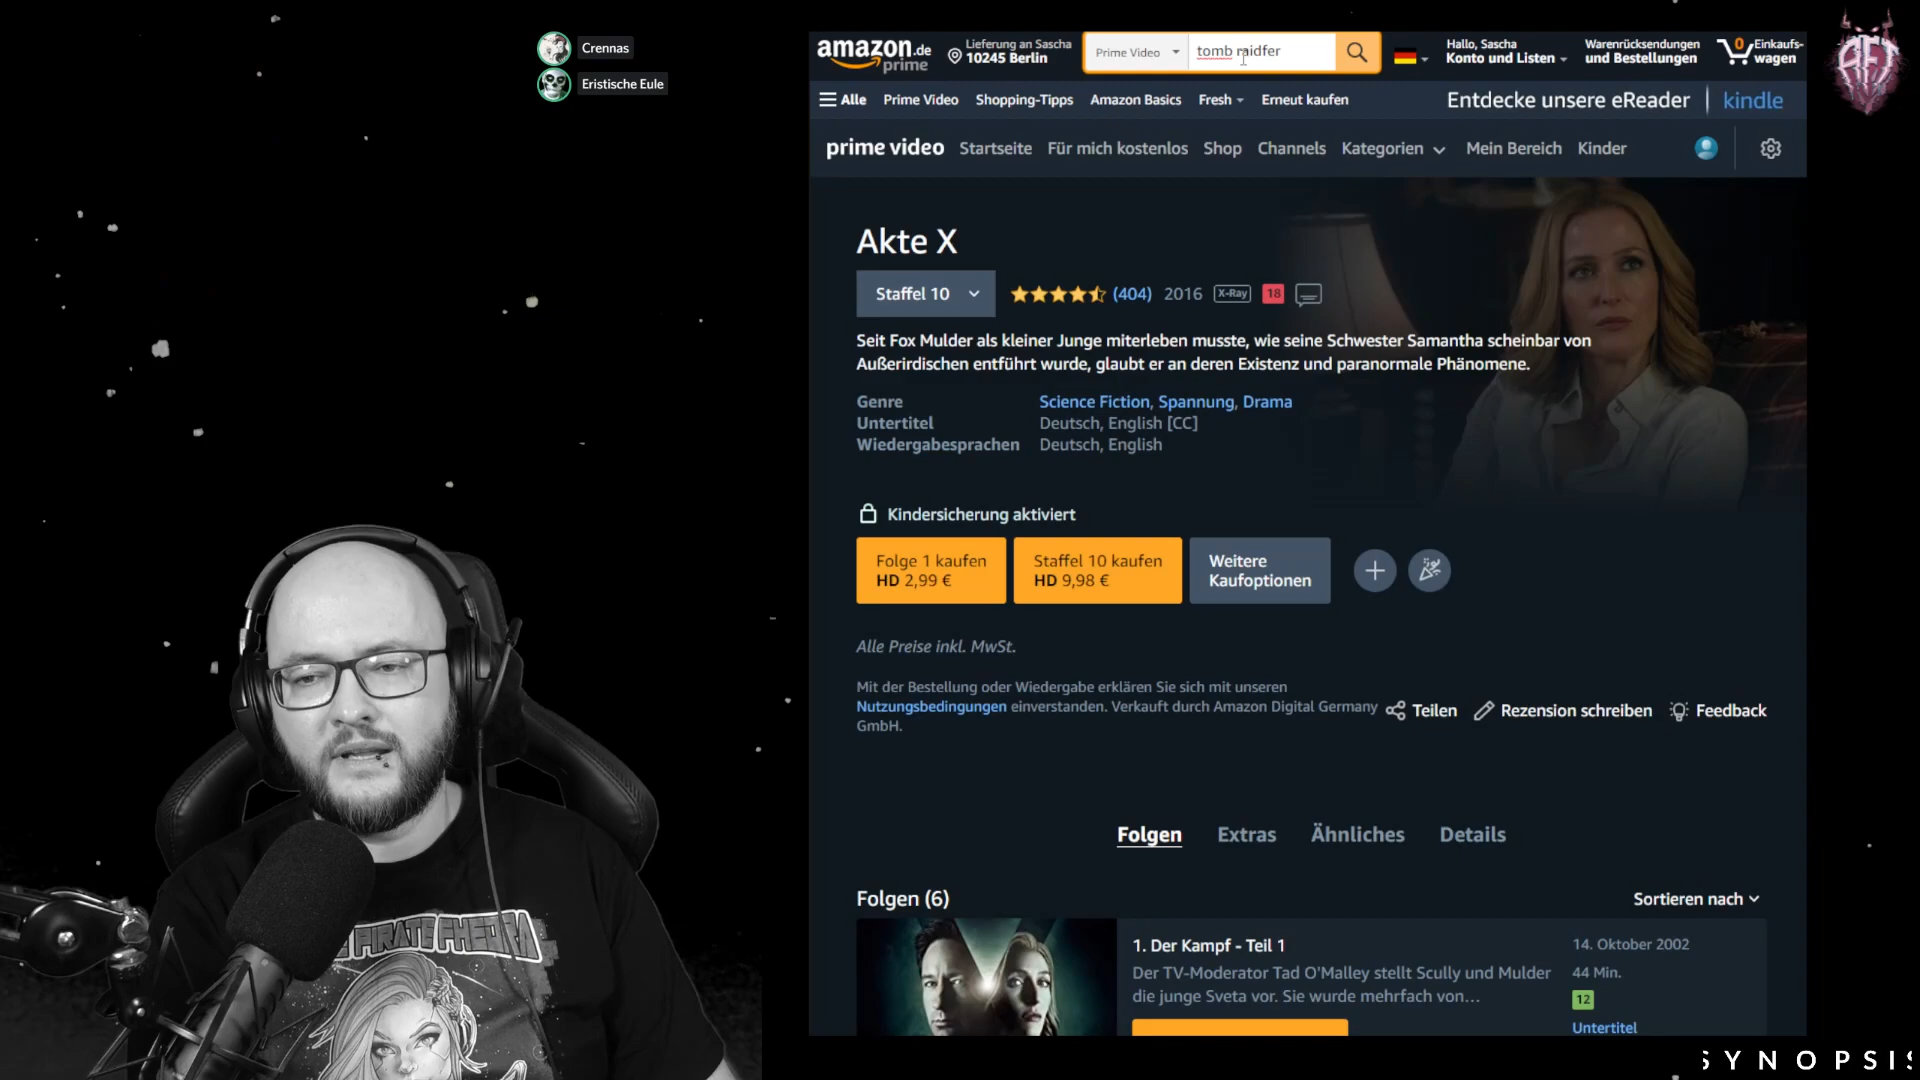 Crennas
Eristische Eule
amazon.de
prime
Lieferung an Sascha
10245 Berlin
Prime Video
tomb raidfer
Hallo, Sascha
Konto und Listen
Warenrücksendungen
und Bestellungen
0
Einkaufs-
wagen
Alle
Prime Video
Shopping-Tipps
Amazon Basics
Fresh
Erneut kaufen
Entdecke unsere eReader
kindle
prime video
Startseite
Für mich kostenlos
Shop
Channels
Kategorien
Mein Bereich
Kinder
Akte X
Staffel 10
(404)
2016
X-Ray
18
Seit Fox Mulder als kleiner Junge miterleben musste, wie seine Schwester Samantha scheinbar von
Außerirdischen entführt wurde, glaubt er an deren Existenz und paranormale Phänomene.
Genre
Science Fiction, Spannung, Drama
Untertitel
Deutsch, English [CC]
Wiedergabesprachen
Deutsch, English
Kindersicherung aktiviert
Folge 1 kaufen
HD 2,99 €
Staffel 10 kaufen
HD 9,98 €
Weitere
Kaufoptionen
Alle Preise inkl. MwSt.
Mit der Bestellung oder Wiedergabe erklären Sie sich mit unseren
Nutzungsbedingungen einverstanden. Verkauft durch Amazon Digital Germany
GmbH.
Teilen
Rezension schreiben
Feedback
Folgen
Extras
Ähnliches
Details
Folgen (6)
Sortieren nach
1. Der Kampf - Teil 1
Der TV-Moderator Tad O'Malley stellt Scully und Mulder
die junge Sveta vor. Sie wurde mehrfach von...
14. Oktober 2002
44 Min.
12
Untertitel
PIRATE PHEDRA
SYNOPSIS